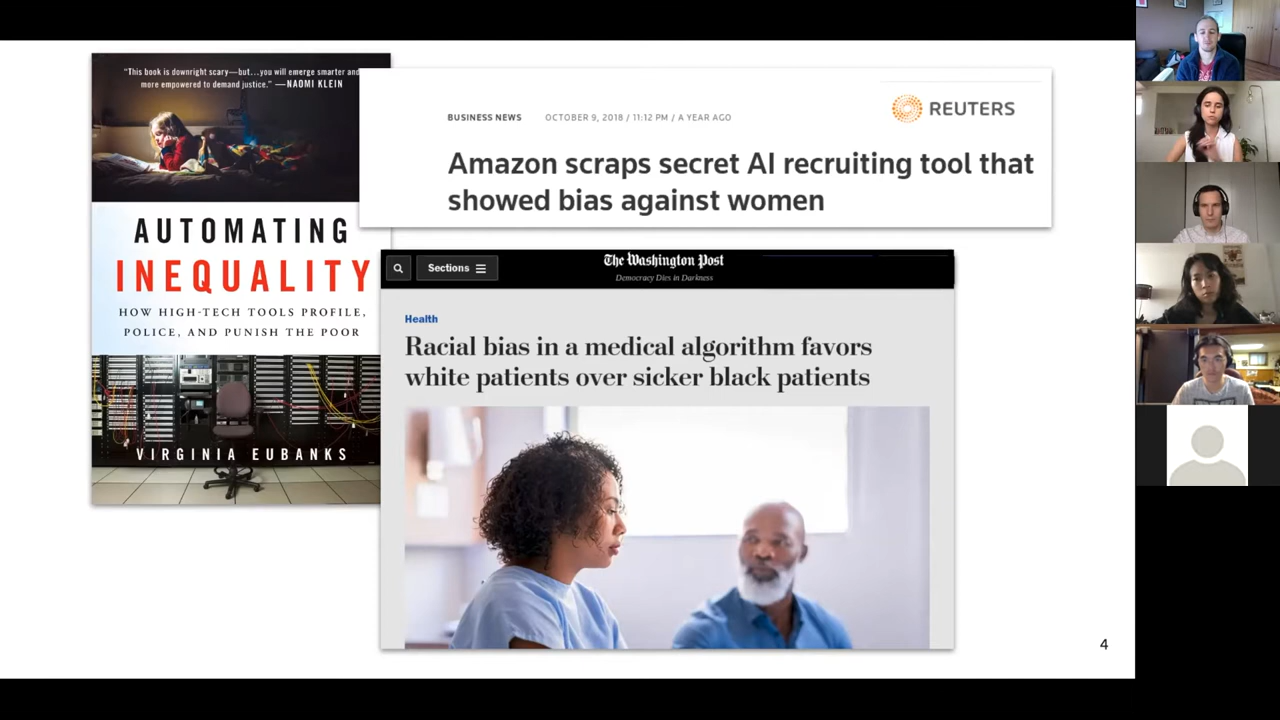 "This book is downright scary—but...you will emerge smarter and
more empowered to demand justice." —NAOMI KLEIN
AUTOMATING
INEQUALITY
HOW HIGH-TECH TOOLS PROFILE,
POLICE, AND PUNISH THE POOR
VIRGINIA EUBANKS
BUSINESS NEWS OCTOBER 9, 2018 / 11:12 PM / A YEAR AGO
REUTERS
Amazon scraps secret AI recruiting tool that
showed bias against women
Sections
The Washington Post
Democracy Dies in Darkness
Health
Racial bias in a medical algorithm favors
white patients over sicker black patients
4